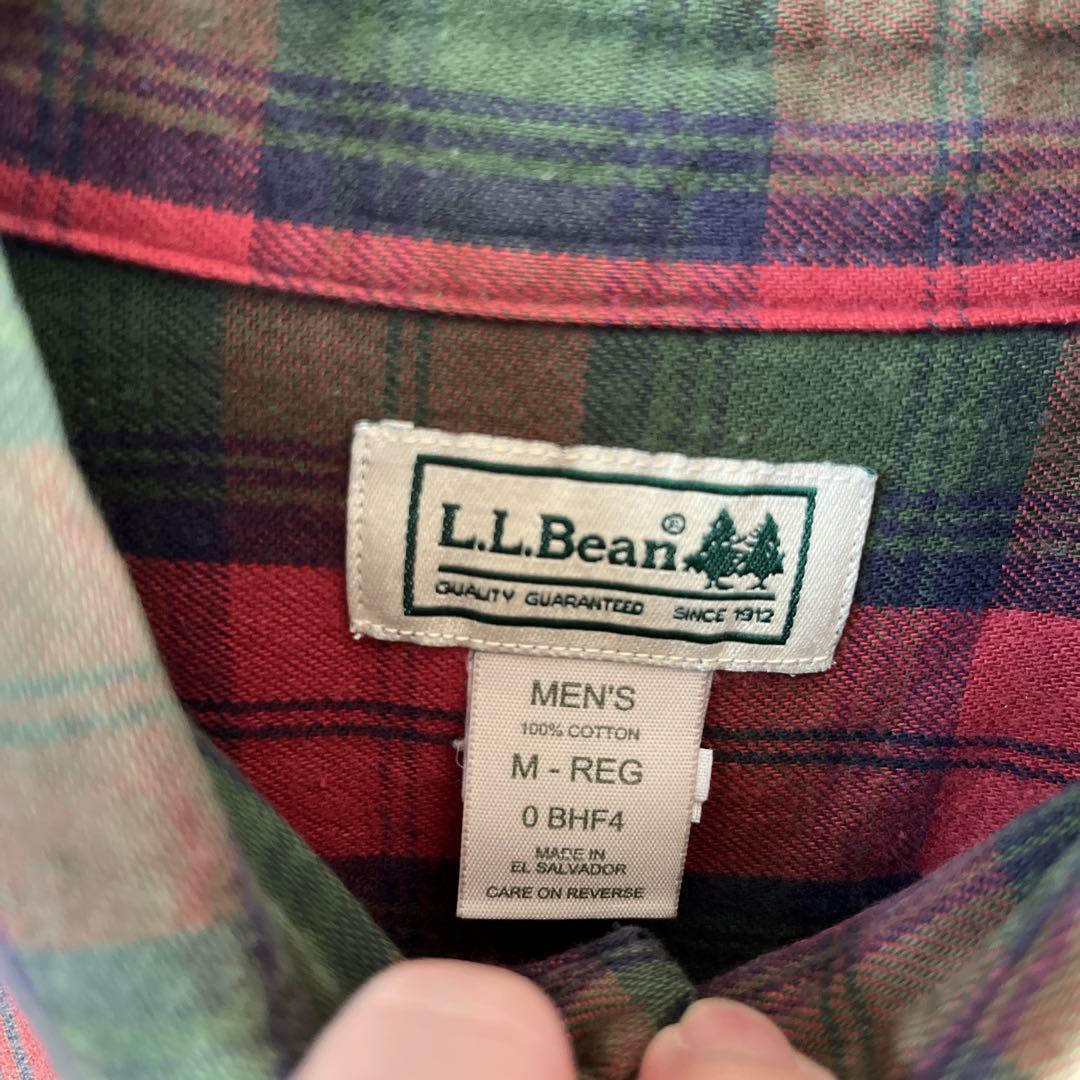 L.L.Bean®
QUALITY GUARANTEED SINCE 1912
MEN'S
100% COTTON
M - REG
0 BHF4
MADE IN
EL SALVADOR
CARE ON REVERSE